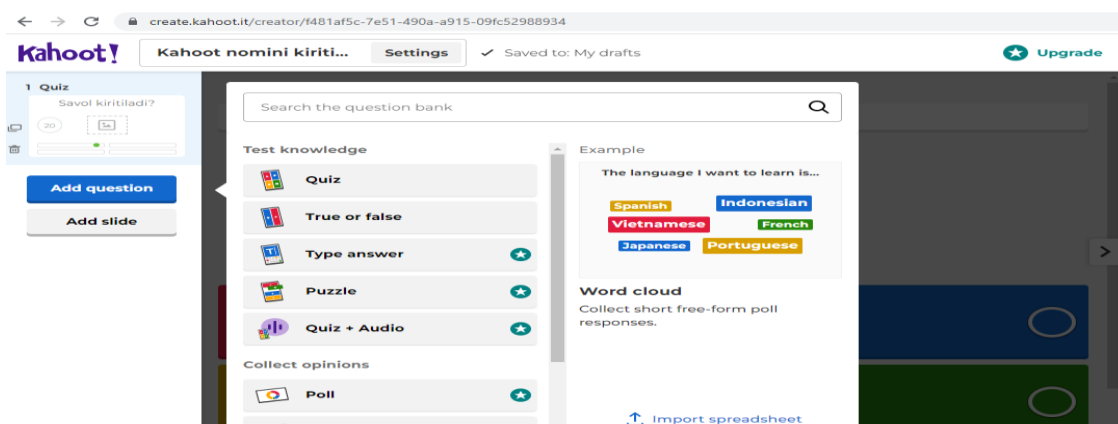 create.kahoot.it/creator/f481af5c-7e51-490a-a915-09fc52988934
Kahoot! Kahoot nomini kiriti... Settings Saved to: My drafts Upgrade
1 Quiz
Savol kiritiladi?
20
Add question
Add slide
Search the question bank
Test knowledge
Quiz
True or false
Type answer
Puzzle
Quiz + Audio
Collect opinions
Poll
Example
The language I want to learn is...
Spanish Indonesian
Vietnamese French
Japanese Portuguese
Word cloud
Collect short free-form poll
responses.
Import spreadsheet